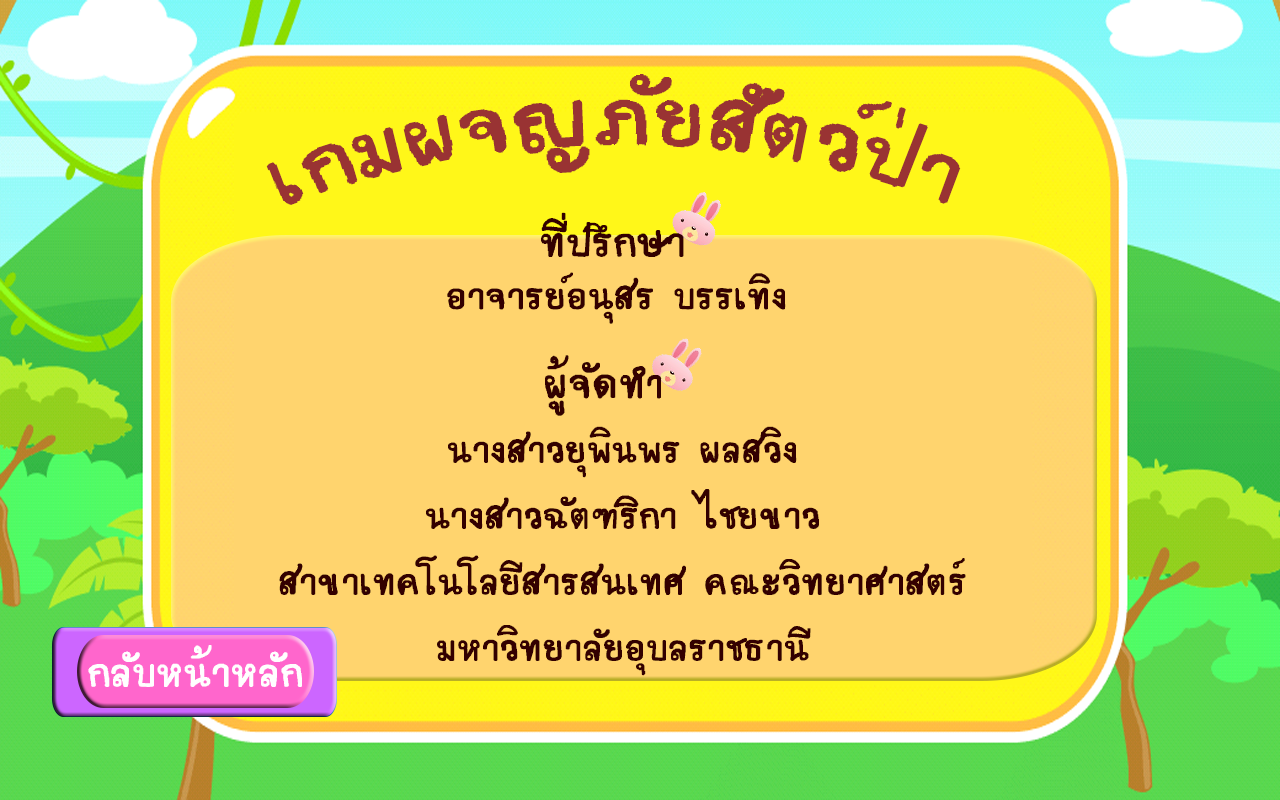 เกมผจญภัยสัตว์ป่า
ที่ปรึกษา
อาจารย์อนุสร บรรเทิง
ผู้จัดทำ
นางสาวยุพินพร ผลสวิง
นางสาวฉัตฑริกา ไชยขาว
สาขาเทคโนโลยีสารสนเทศ คณะวิทยาศาสตร์
มหาวิทยาลัยอุบลราชธานี
กลับหน้าหลัก